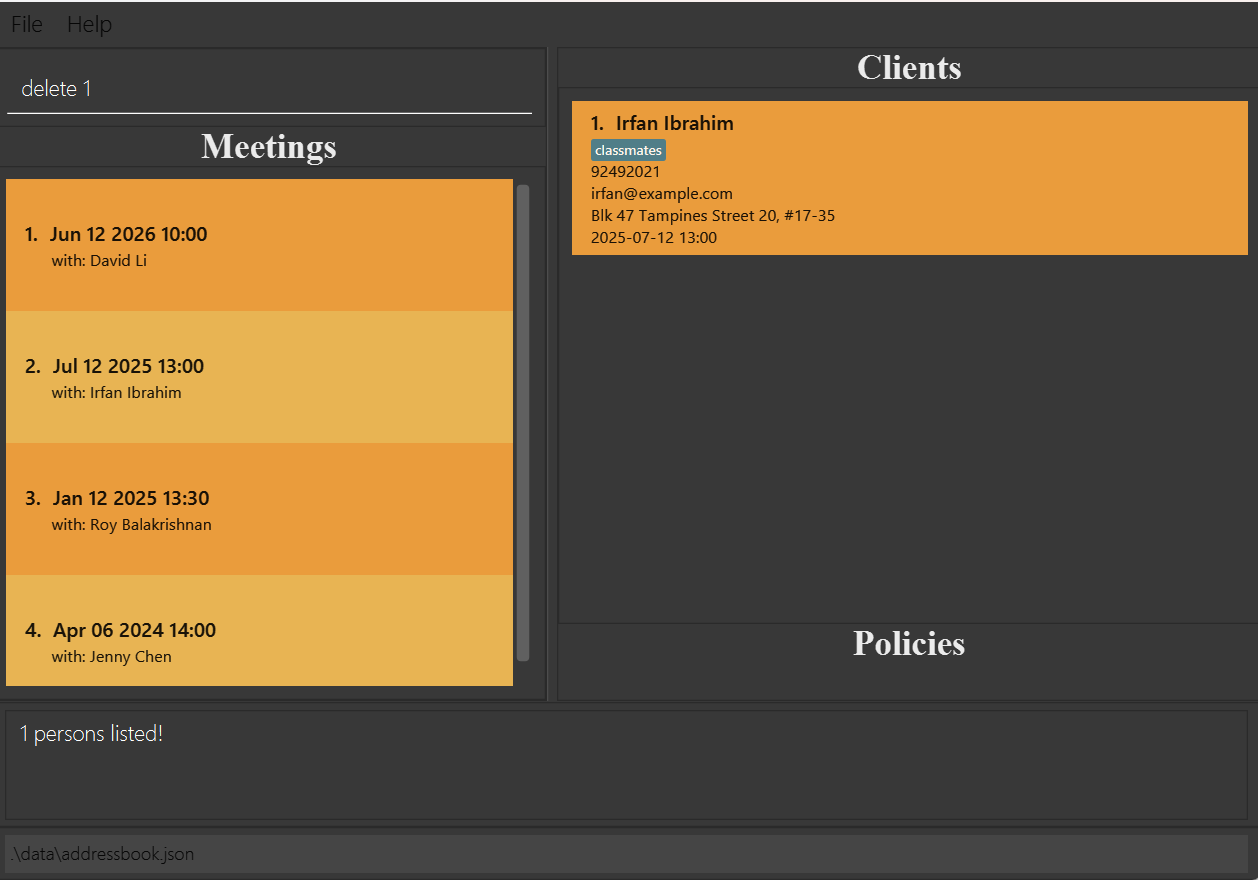 File Help
delete 1
Meetings
1. Jun 12 2026 10:00
with: David Li
2. Jul 12 2025 13:00
with: Irfan Ibrahim
3. Jan 12 2025 13:30
with: Roy Balakrishnan
4. Apr 06 2024 14:00
with: Jenny Chen
Clients
1. Irfan Ibrahim
classmates
92492021
irfan@example.com
Blk 47 Tampines Street 20, #17-35
2025-07-12 13:00
Policies
1 persons listed!
.\data\addressbook.json